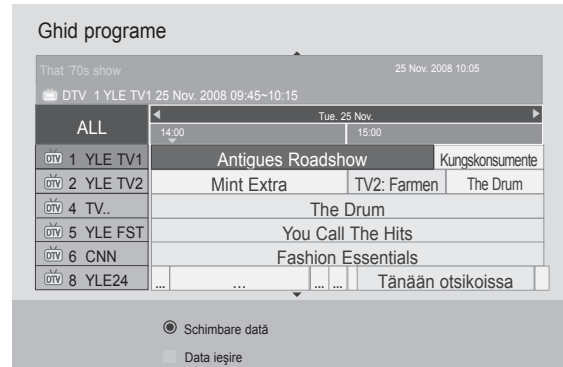 Ghid programe
That '70s show 25 Nov. 2008 10:05
DTV 1 YLE TV1 25 Nov. 2008 09:45~10:15
ALL
Tue. 25 Nov.
14:00 15:00
DTV 1 YLE TV1 Antigues Roadshow Kungskonsumente
DTV 2 YLE TV2 Mint Extra TV2: Farmen The Drum
DTV 4 TV.. The Drum
DTV 5 YLE FST You Call The Hits
DTV 6 CNN Fashion Essentials
DTV 8 YLE24 ... ... ... ... Tänään otsikoissa
Schimbare dată
Data ieşire